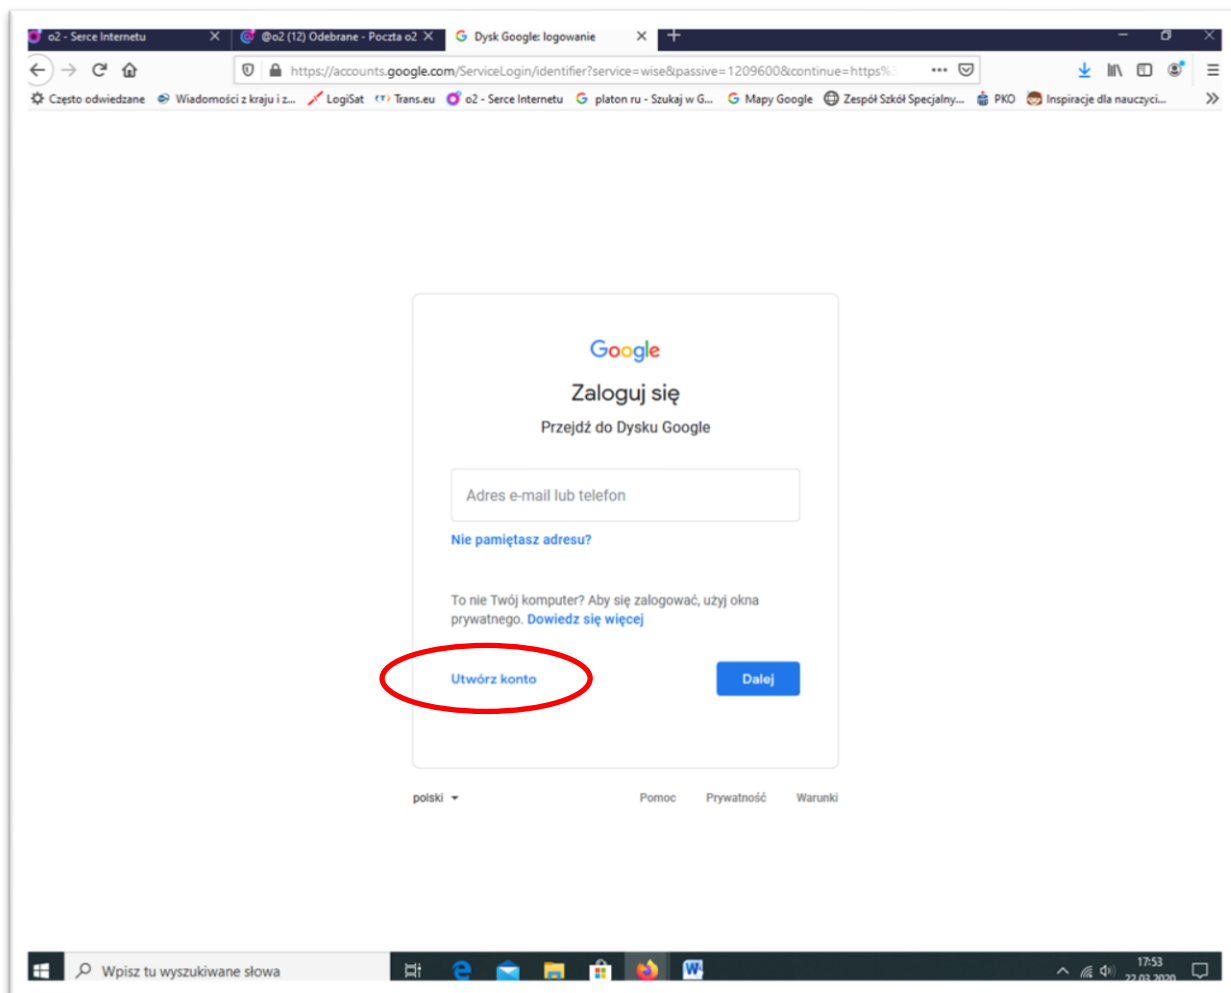 o2 - Serce Internetu
@o2 (12) Odebrane - Poczta o2
Dysk Google: logowanie
https://accounts.google.com/ServiceLogin/identifier?service=wise&passive=1209600&continue=https%
Często odwiedzane
Wiadomości z kraju i z...
LogiSat
Trans.eu
o2 - Serce Internetu
platon ru - Szukaj w G...
Mapy Google
Zespół Szkół Specjalny...
PKO
Inspiracje dla nauczyci...
Google
Zaloguj się
Przejdź do Dysku Google
Adres e-mail lub telefon
Nie pamiętasz adresu?
To nie Twój komputer? Aby się zalogować, użyj okna
prywatnego. Dowiedz się więcej
Utwórz konto
Dalej
polski
Pomoc
Prywatność
Warunki
Wpisz tu wyszukiwane słowa
17:53
22.03.2020